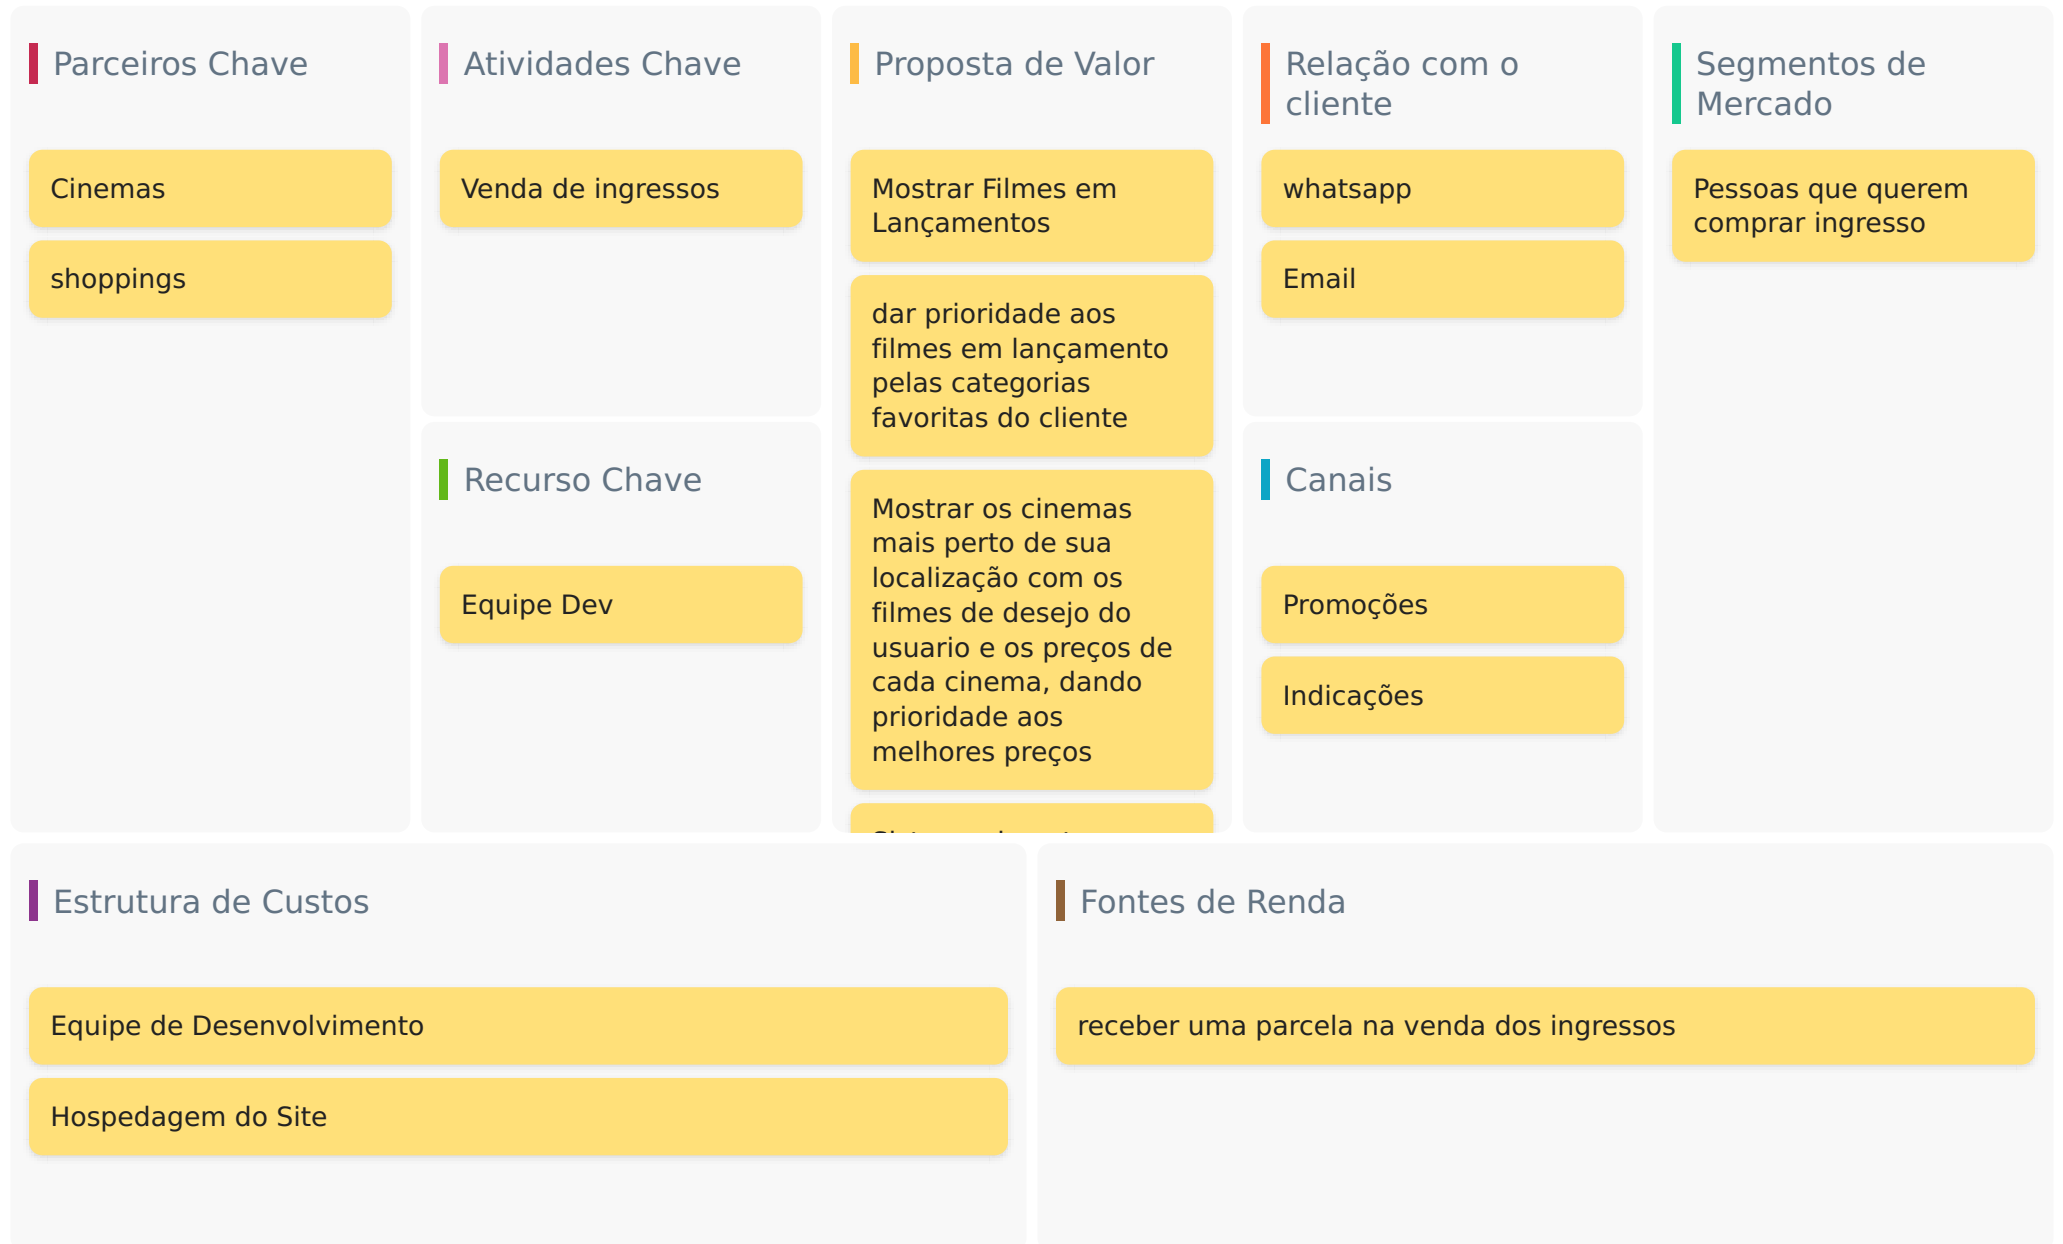 Parceiros Chave
Cinemas
shoppings
Atividades Chave
Venda de ingressos
Recurso Chave
Equipe Dev
Proposta de Valor
Mostrar Filmes em
Lançamentos
dar prioridade aos
filmes em lançamento
pelas categorias
favoritas do cliente
Mostrar os cinemas
mais perto de sua
localização com os
filmes de desejo do
usuario e os preços de
cada cinema, dando
prioridade aos
melhores preços
Relação com o
cliente
whatsapp
Email
Canais
Promoções
Indicações
Segmentos de
Mercado
Pessoas que querem
comprar ingresso
Estrutura de Custos
Equipe de Desenvolvimento
Hospedagem do Site
Fontes de Renda
receber uma parcela na venda dos ingressos